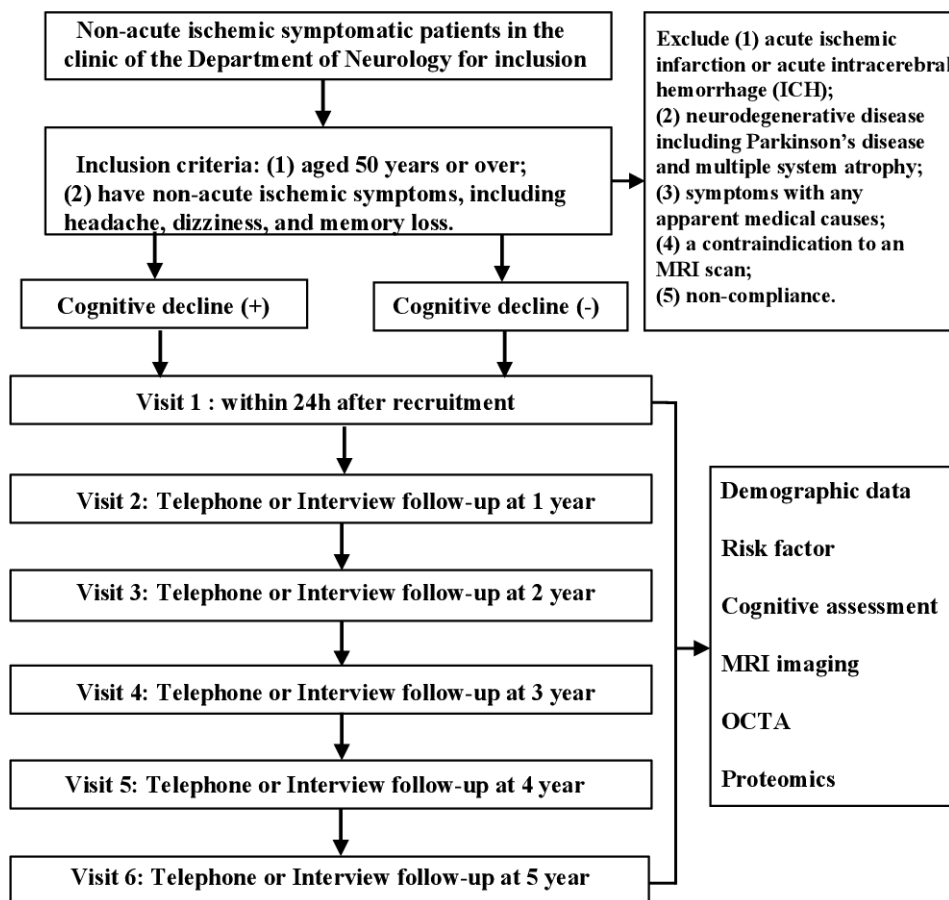 Non-acute ischemic symptomatic patients in the
clinic of the Department of Neurology for inclusion
Exclude (1) acute ischemic
infarction or acute intracerebral
hemorrhage (ICH);
(2) neurodegenerative disease
including Parkinson's disease
and multiple system atrophy;
(3) symptoms with any
apparent medical causes;
(4) a contraindication to an
MRI scan;
(5) non-compliance.
Inclusion criteria: (1) aged 50 years or over;
(2) have non-acute ischemic symptoms, including
headache, dizziness, and memory loss.
Cognitive decline (+)
Cognitive decline (-)
Visit 1 : within 24h after recruitment
Visit 2: Telephone or Interview follow-up at 1 year
Visit 3: Telephone or Interview follow-up at 2 year
Visit 4: Telephone or Interview follow-up at 3 year
Visit 5: Telephone or Interview follow-up at 4 year
Visit 6: Telephone or Interview follow-up at 5 year
Demographic data
Risk factor
Cognitive assessment
MRI imaging
OCTA
Proteomics